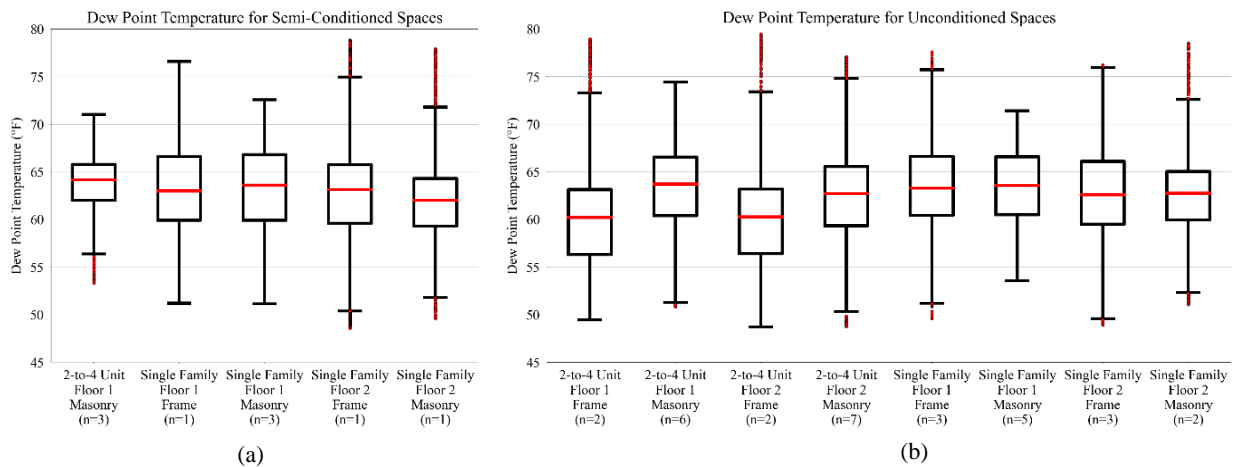 Dew Point Temperature for Semi-Conditioned Spaces
Dew Point Temperature (°F)
80
75
70
65
60
55
50
45
2-to-4 Unit
Floor 1
Masonry
(n=3)
Single Family
Floor 1
Frame
(n=1)
Single Family
Floor 1
Masonry
(n=3)
Single Family
Floor 2
Frame
(n=1)
Single Family
Floor 2
Masonry
(n=1)
(a)
Dew Point Temperature for Unconditioned Spaces
Dew Point Temperature (°F)
80
75
70
65
60
55
50
45
2-to-4 Unit
Floor 1
Frame
(n=2)
2-to-4 Unit
Floor 1
Masonry
(n=6)
2-to-4 Unit
Floor 2
Frame
(n=2)
2-to-4 Unit
Floor 2
Masonry
(n=7)
Single Family
Floor 1
Frame
(n=3)
Single Family
Floor 1
Masonry
(n=5)
Single Family
Floor 2
Frame
(n=3)
Single Family
Floor 2
Masonry
(n=2)
(b)